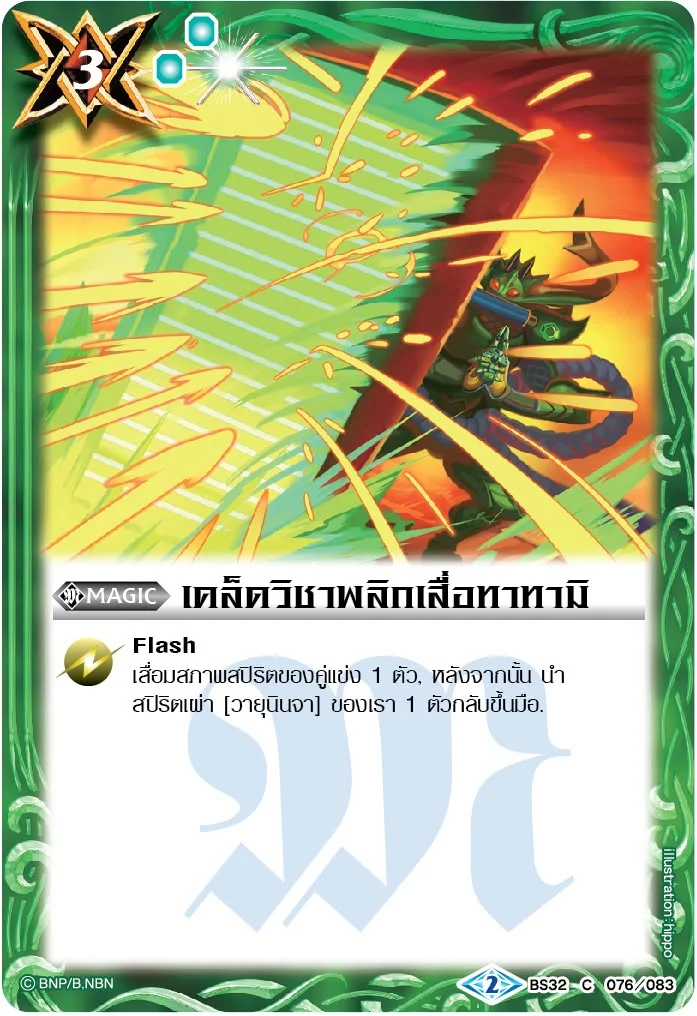 3
MAGIC เคล็ดวิชาพลิกเสื่อทาทามิ
Flash
เสื่อมสภาพสปิริตของคู่แข่ง 1 ตัว, หลังจากนั้น นำ
สปิริตเผ่า [วายุนินจา] ของเรา 1 ตัวกลับขึ้นมือ.
illustration:hippo
© BNP/B,NBN
2 BS32 C 076/083